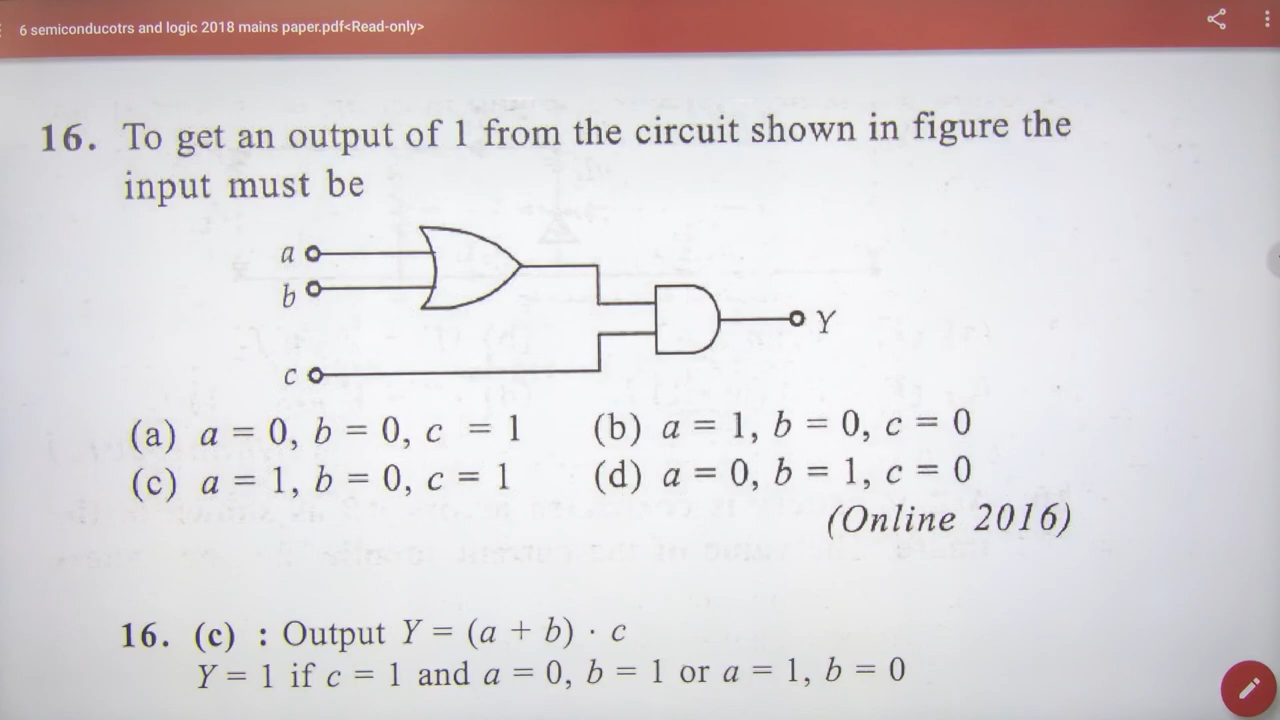 6 semiconducotrs and logic 2018 mains paper.pdf<Read-only>
16. To get an output of 1 from the circuit shown in figure the
input must be
a
b
c
Y
(a) a = 0, b = 0, c = 1 (b) a = 1, b = 0, c = 0
(c) a = 1, b = 0, c = 1 (d) a = 0, b = 1, c = 0
(Online 2016)
16. (c) : Output Y = (a + b) · c
Y = 1 if c = 1 and a = 0, b = 1 or a = 1, b = 0